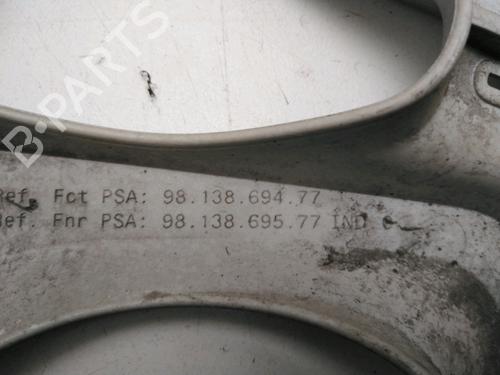 B-PARTS
Ref. Fct PSA: 98.138.694.77
Ref. Fnr PSA: 98.138.695.77 IND C